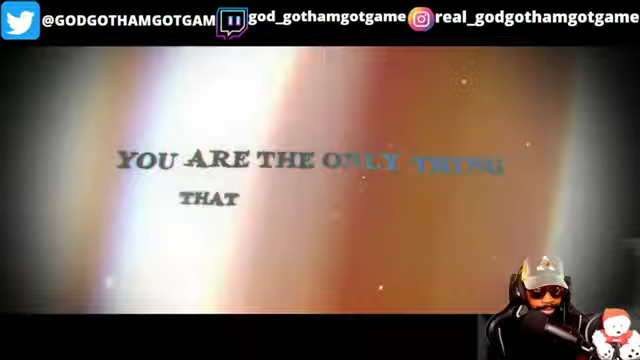 @GODGOTHAMGOTGAM
god_gothamgotgame
real_godgothamgotgame
YOU ARE THE ONLY THING
THAT